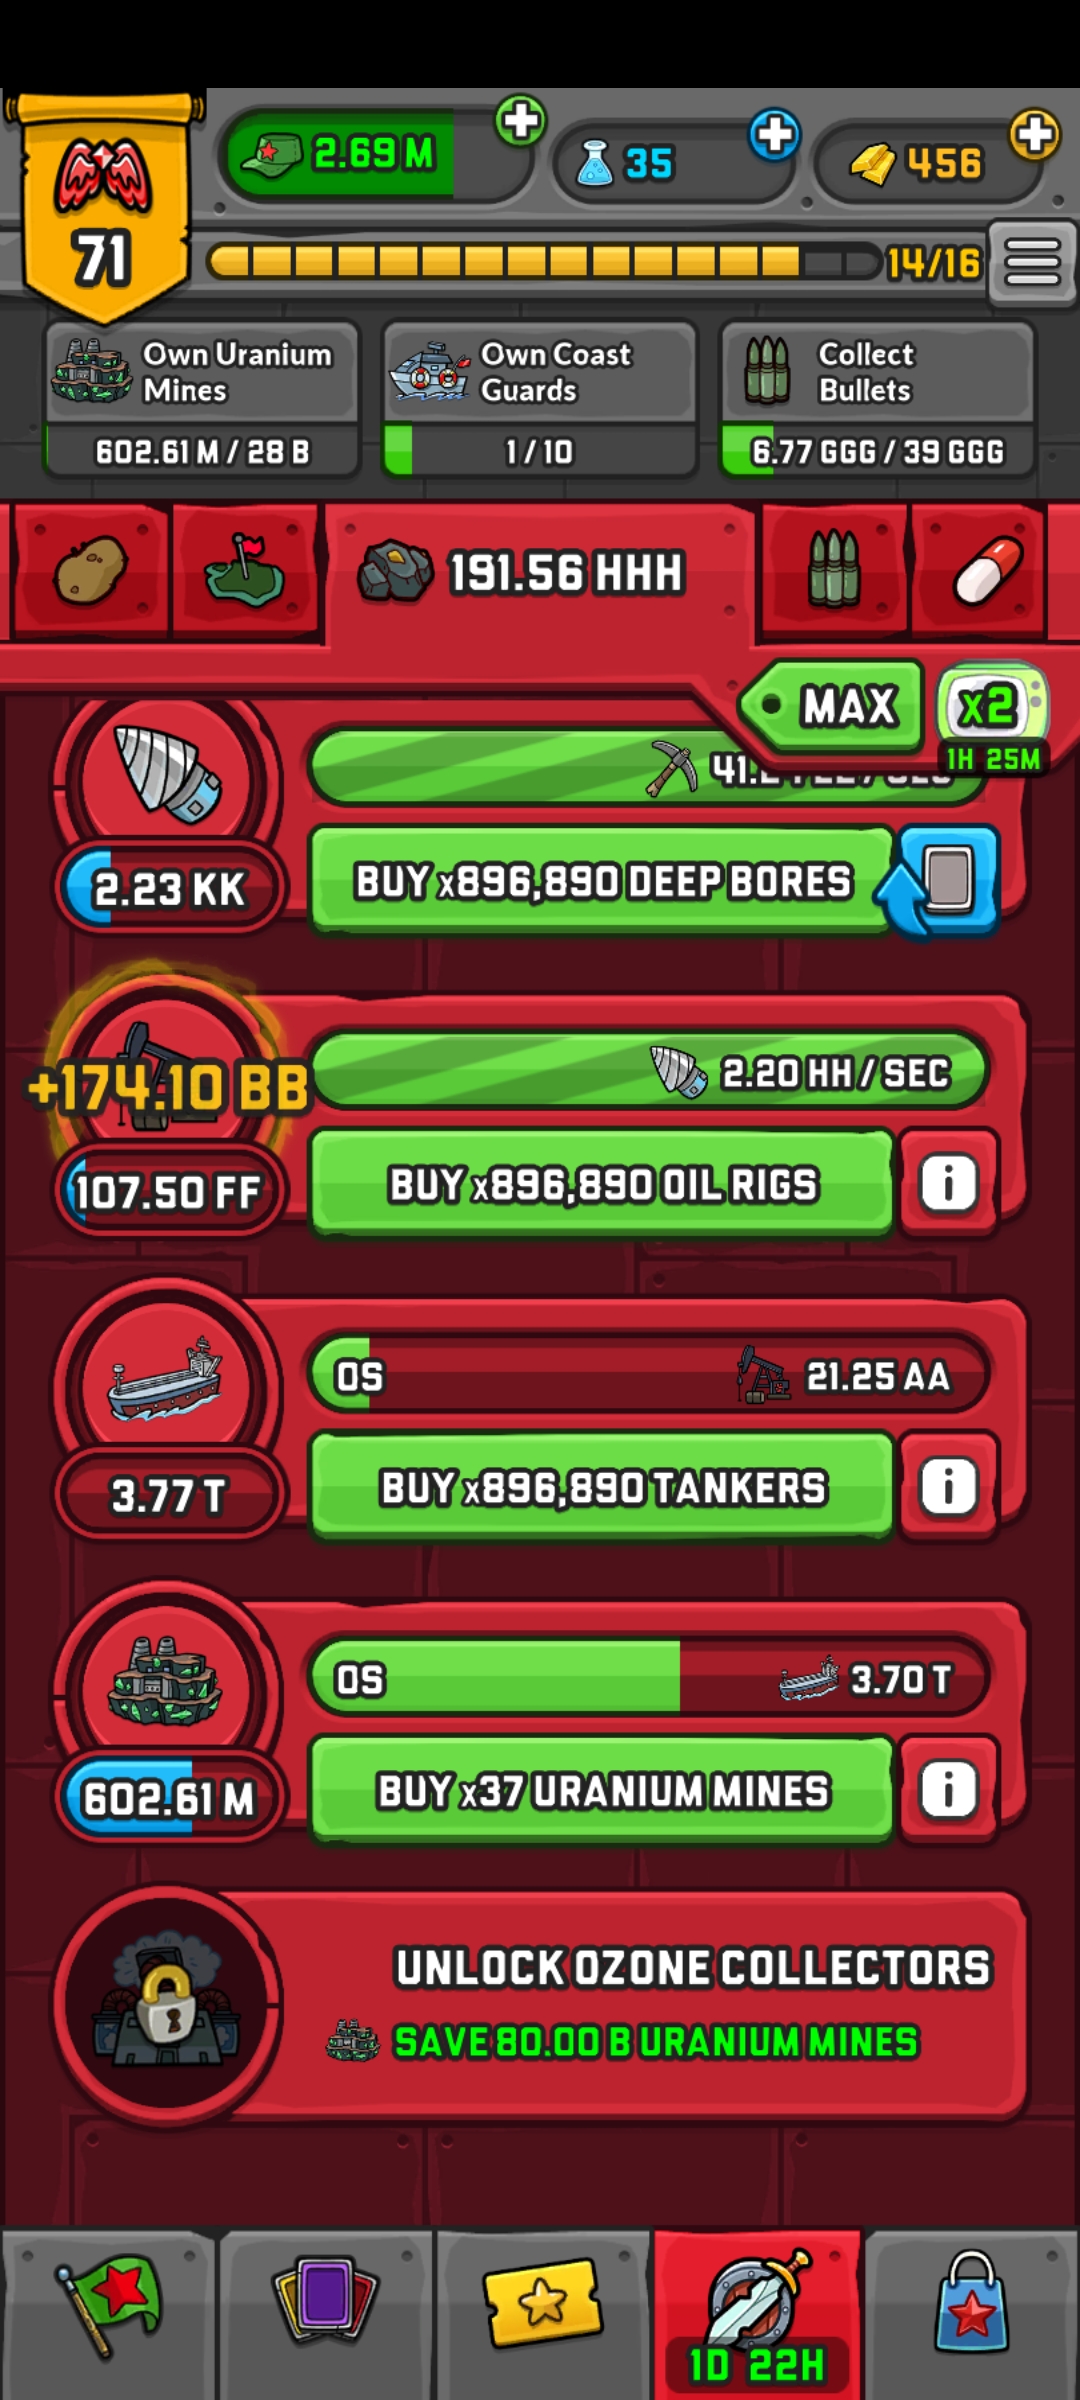 2.69 M
35
456
71
14/16
Own Uranium
Mines
602.61 M / 28 B
Own Coast
Guards
1 / 10
Collect
Bullets
6.77 GGG / 39 GGG
191.56 HHH
MAX
x2
1H 25M
2.23 KK
BUY x896,890 DEEP BORES
+174.10 BB
2.20 HH / SEC
107.50 FF
BUY x896,890 OIL RIGS
0S
21.25 AA
3.77 T
BUY x896,890 TANKERS
0S
3.70 T
602.61 M
BUY x37 URANIUM MINES
UNLOCK OZONE COLLECTORS
SAVE 80.00 B URANIUM MINES
1D 22H